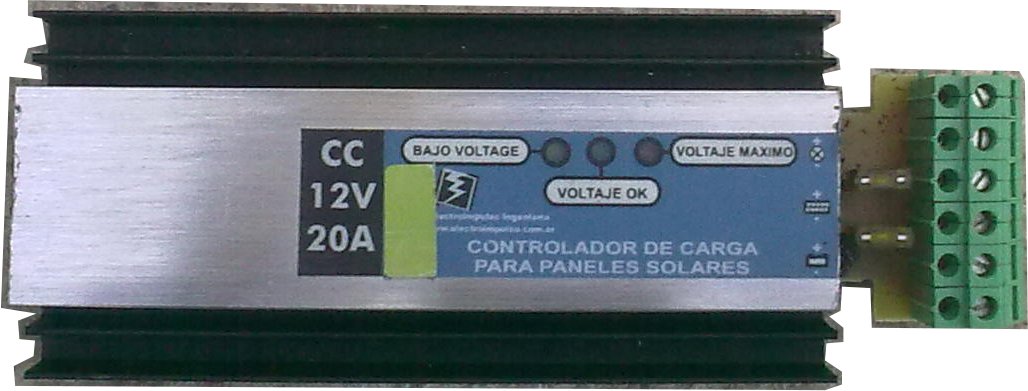 CC
12V
20A
BAJO VOLTAGE
VOLTAJE OK
VOLTAJE MAXIMO
CONTROLADOR DE CARGA
PARA PANELES SOLARES